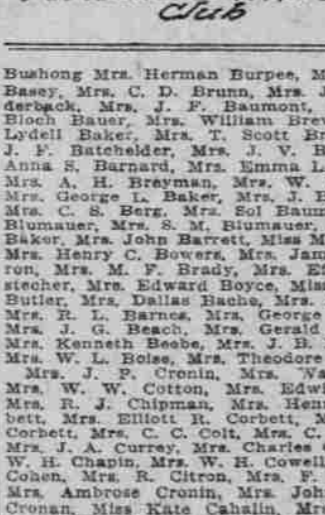 Club
Bushong Mrs. Herman Burpee, M
Basey, Mrs. C. D. Brunn, Mrs. J
derback, Mrs. J. F. Baumont,
Bloch Bauer, Mrs. William Brew
Lydell Baker, Mrs. T. Scott Br
J. F. Batchelder, Mrs. J. V. B
Anna S. Barnard, Mrs. Emma L
Mrs. A. H. Breyman, Mrs. W.
Mrs. George L. Baker, Mrs. J. B
Mrs. C. S. Berg, Mrs. Sol Baum
Blumauer, Mrs. S. M. Blumauer,
Baker, Mrs. John Barrett, Miss M
Mrs. Henry C. Bowers, Mrs. Jam
ron, Mrs. M. F. Brady, Mrs. Es
stecher, Mrs. Edward Boyce, Miss
Butler, Mrs. Dallas Bache, Mrs.
Mrs. R. L. Barnes, Mrs. George
Mrs. J. G. Beach, Mrs. Gerald
Mrs. Kenneth Beebe, Mrs. J. B.
Mrs. W. L. Boise, Mrs. Theodore
Mrs. J. P. Cronin, Mrs. Wa
Mrs. W. W. Cotton, Mrs. Edwi
Mrs. R. J. Chipman, Mrs. Henr
bett, Mrs. Elliott R. Corbett, M
Corbett, Mrs. C. C. Colt, Mrs. C.
Mrs. J. A. Currey, Mrs. Charles
W. H. Chapin, Mrs. W. H. Cowell
Cohen, Mrs. R. Citron, Mrs. F.
Mrs. Ambrose Cronin, Mrs. Joh
Cronan, Miss Kate Cahalin, Mrs